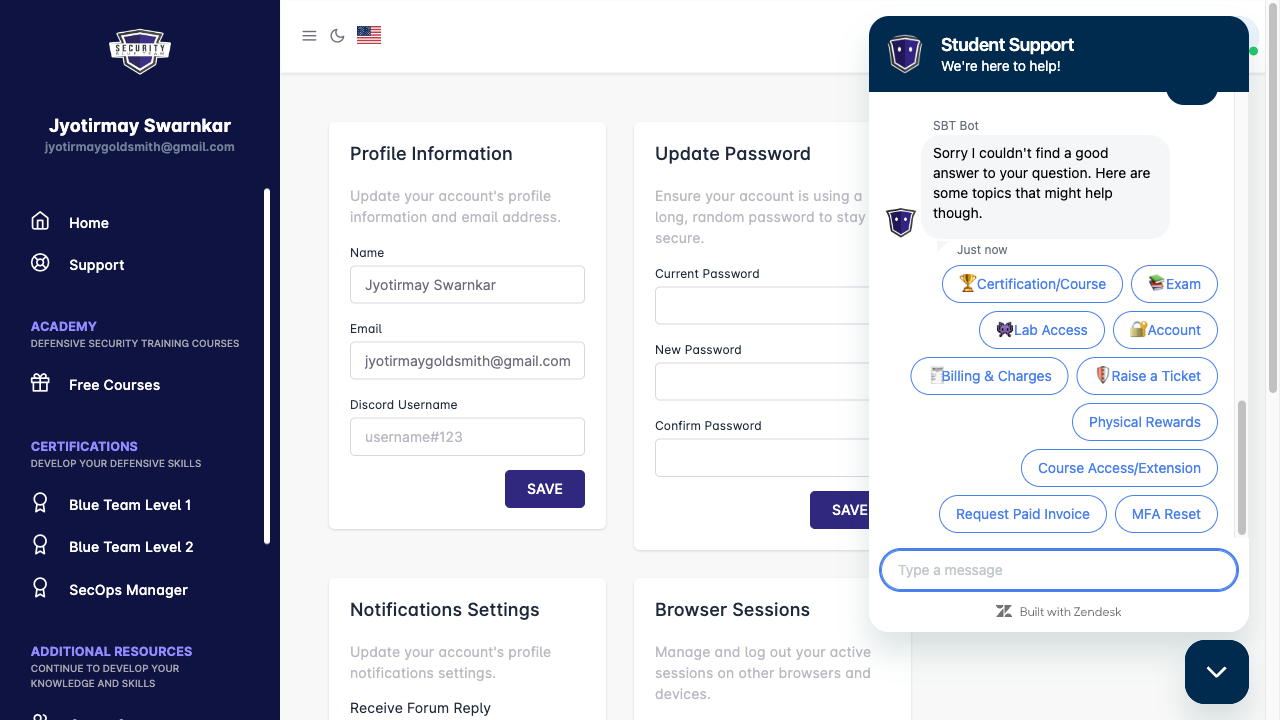 SECURITY
BLUE TEAM
Jyotirmay Swarnkar
jyotirmaygoldsmith@gmail.com
Home
Support
ACADEMY
DEFENSIVE SECURITY TRAINING COURSES
Free Courses
CERTIFICATIONS
DEVELOP YOUR DEFENSIVE SKILLS
Blue Team Level 1
Blue Team Level 2
SecOps Manager
ADDITIONAL RESOURCES
CONTINUE TO DEVELOP YOUR
KNOWLEDGE AND SKILLS
Profile Information
Update your account's profile
information and email address.
Name
Jyotirmay Swarnkar
Email
jyotirmaygoldsmith@gmail.com
Discord Username
username#123
SAVE
Update Password
Ensure your account is using a
long, random password to stay
secure.
Current Password
New Password
Confirm Password
SAVE
Notifications Settings
Update your account's profile
notifications settings.
Receive Forum Reply
Browser Sessions
Manage and log out your active
sessions on other browsers and
devices.
Student Support
We're here to help!
SBT Bot
Sorry I couldn't find a good
answer to your question. Here are
some topics that might help
though.
Just now
Certification/Course
Exam
Lab Access
Account
Billing & Charges
Raise a Ticket
Physical Rewards
Course Access/Extension
Request Paid Invoice
MFA Reset
Type a message
Built with Zendesk